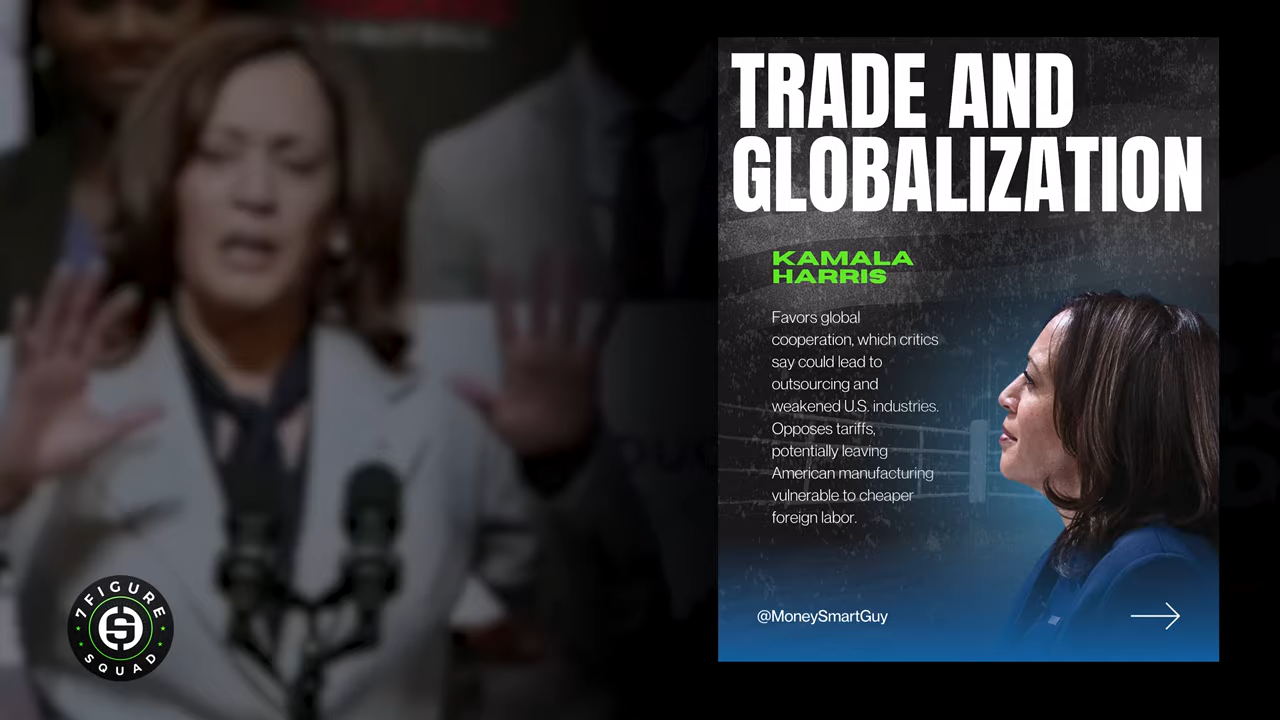 TRADE AND
GLOBALIZATION
KAMALA
HARRIS
Favors global
cooperation, which critics
say could lead to
outsourcing and
weakened U.S. industries.
Opposes tariffs,
potentially leaving
American manufacturing
vulnerable to cheaper
foreign labor.
@MoneySmartGuy
7FIGURE
SQUAD